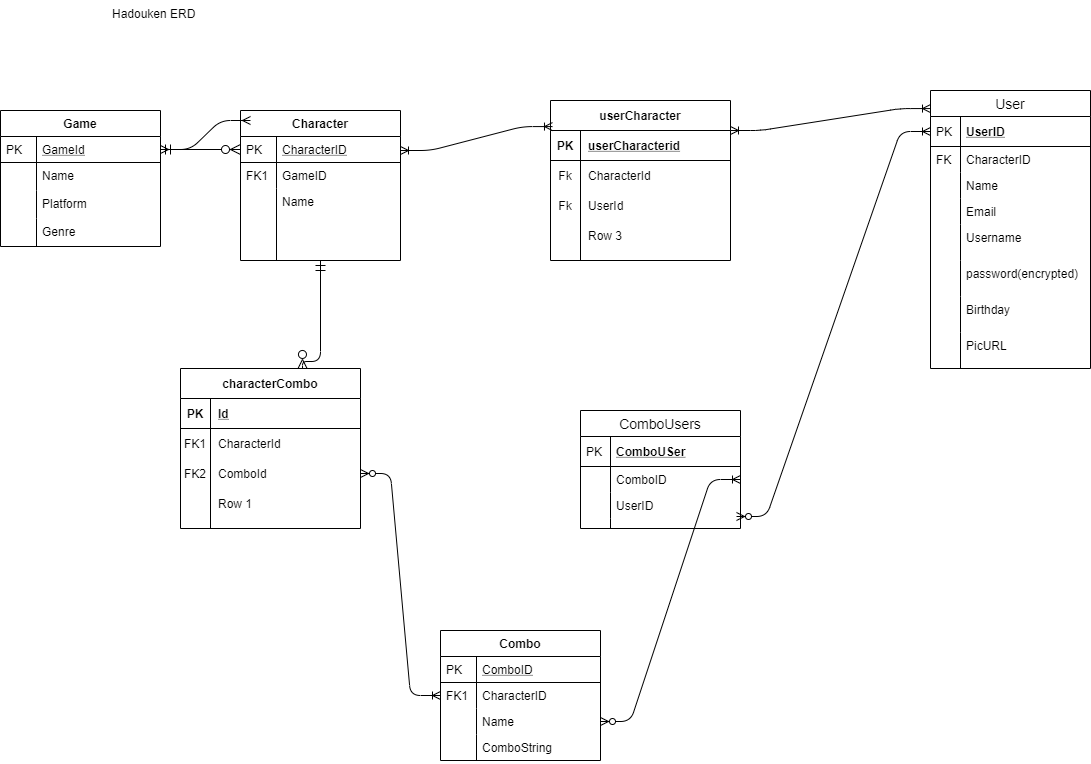 Hadouken ERD
Game
PK GameId
Name
Platform
Genre
Character
PK CharacterID
FK1 GameID
Name
userCharacter
PK userCharacterid
Fk CharacterId
Fk UserId
Row 3
User
PK UserID
FK CharacterID
Name
Email
Username
password(encrypted)
Birthday
PicURL
characterCombo
PK Id
FK1 CharacterId
FK2 ComboId
Row 1
ComboUsers
PK ComboUSer
ComboID
UserID
Combo
PK ComboID
FK1 CharacterID
Name
ComboString